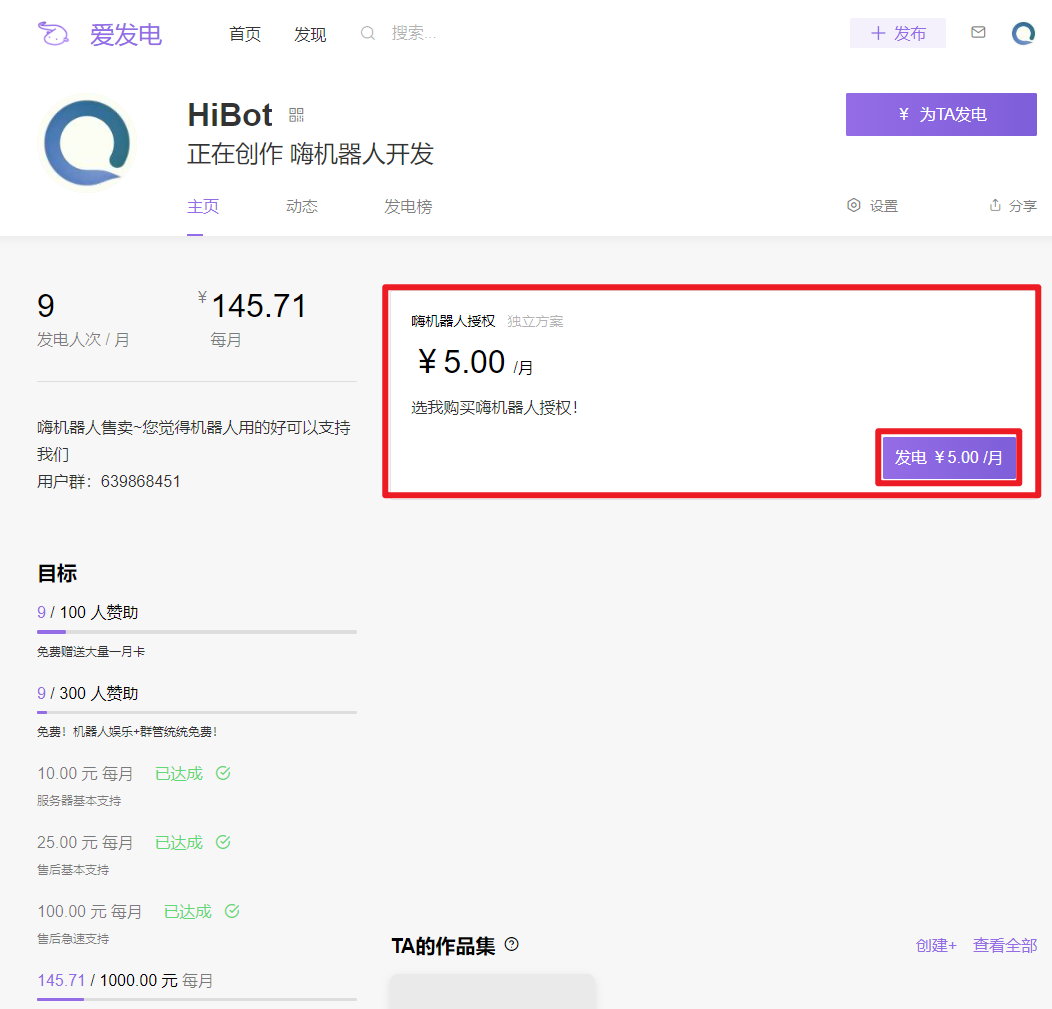 爱发电 首页 发现 搜索... 发布
HiBot
¥ 为TA发电
正在创作 嗨机器人开发
主页 动态 发电榜 设置 分享
9
发电人次 / 月
¥145.71
每月
嗨机器人售卖~您觉得机器人用的好可以支持
我们
用户群：639868451
嗨机器人授权 独立方案
¥ 5.00 /月
选我购买嗨机器人授权！
发电 ¥5.00 /月
目标
9 / 100 人赞助
免费赠送大量一月卡
9 / 300 人赞助
免费！机器人娱乐+群管统统免费！
10.00 元 每月 已达成
服务器基本支持
25.00 元 每月 已达成
售后基本支持
100.00 元 每月 已达成
售后急速支持
145.71 / 1000.00 元 每月
TA的作品集 ?
创建+ 查看全部